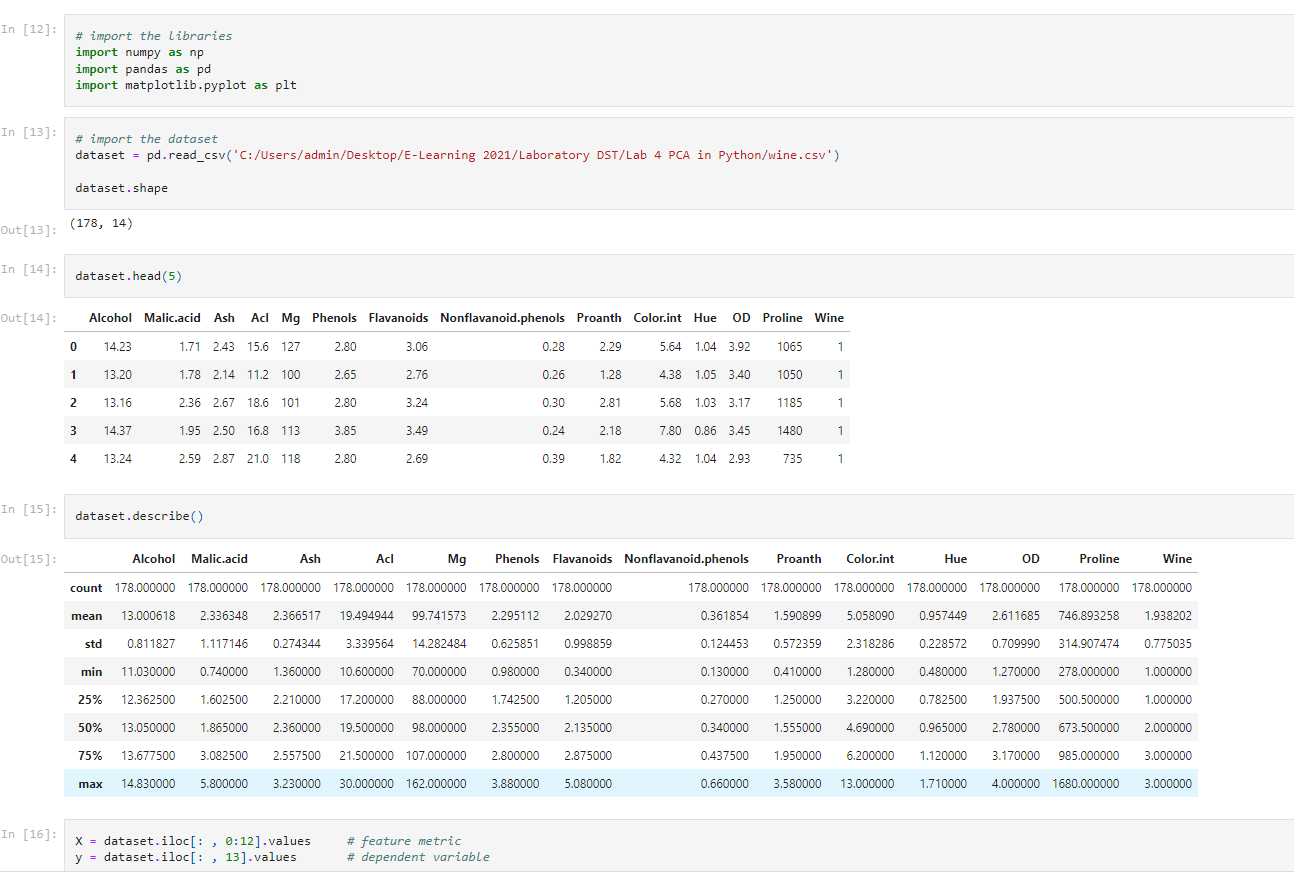 In [12]:
# import the libraries
import numpy as np
import pandas as pd
import matplotlib.pyplot as plt
In [13]:
# import the dataset
dataset = pd.read_csv('C:/Users/admin/Desktop/E-Learning 2021/Laboratory DST/Lab 4 PCA in Python/wine.csv')
dataset.shape
Out[13]:
(178, 14)
In [14]:
dataset.head(5)
Out[14]:
Alcohol Malic.acid Ash Acl Mg Phenols Flavanoids Nonflavanoid.phenols Proanth Color.int Hue OD Proline Wine
0 14.23 1.71 2.43 15.6 127 2.80 3.06 0.28 2.29 5.64 1.04 3.92 1065 1
1 13.20 1.78 2.14 11.2 100 2.65 2.76 0.26 1.28 4.38 1.05 3.40 1050 1
2 13.16 2.36 2.67 18.6 101 2.80 3.24 0.30 2.81 5.68 1.03 3.17 1185 1
3 14.37 1.95 2.50 16.8 113 3.85 3.49 0.24 2.18 7.80 0.86 3.45 1480 1
4 13.24 2.59 2.87 21.0 118 2.80 2.69 0.39 1.82 4.32 1.04 2.93 735 1
In [15]:
dataset.describe()
Out[15]:
Alcohol Malic.acid Ash Acl Mg Phenols Flavanoids Nonflavanoid.phenols Proanth Color.int Hue OD Proline Wine
count 178.000000 178.000000 178.000000 178.000000 178.000000 178.000000 178.000000 178.000000 178.000000 178.000000 178.000000 178.000000 178.000000 178.000000
mean 13.000618 2.336348 2.366517 19.494944 99.741573 2.295112 2.029270 0.361854 1.590899 5.058090 0.957449 2.611685 746.893258 1.938202
std 0.811827 1.117146 0.274344 3.339564 14.282484 0.625851 0.998859 0.124453 0.572359 2.318286 0.228572 0.709990 314.907474 0.775035
min 11.030000 0.740000 1.360000 10.600000 70.000000 0.980000 0.340000 0.130000 0.410000 1.280000 0.480000 1.270000 278.000000 1.000000
25% 12.362500 1.602500 2.210000 17.200000 88.000000 1.742500 1.205000 0.270000 1.250000 3.220000 0.782500 1.937500 500.500000 1.000000
50% 13.050000 1.865000 2.360000 19.500000 98.000000 2.355000 2.135000 0.340000 1.555000 4.690000 0.965000 2.780000 673.500000 2.000000
75% 13.677500 3.082500 2.557500 21.500000 107.000000 2.800000 2.875000 0.437500 1.950000 6.200000 1.120000 3.170000 985.000000 3.000000
max 14.830000 5.800000 3.230000 30.000000 162.000000 3.880000 5.080000 0.660000 3.580000 13.000000 1.710000 4.000000 1680.000000 3.000000
In [16]:
X = dataset.iloc[: , 0:12].values # feature metric
y = dataset.iloc[: , 13].values # dependent variable